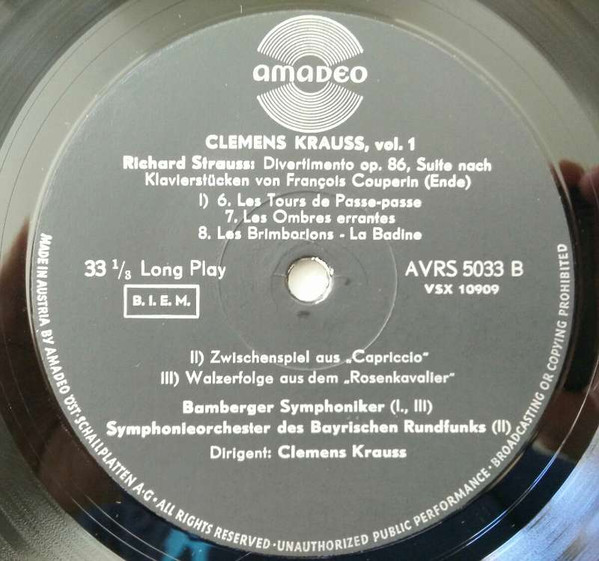 AMADEO
CLEMENS KRAUSS, vol. 1
Richard Strauss: Divertimento op. 86, Suite nach
Klavierstücken von François Couperin (Ende)
I) 6. Les Tours de Passe-passe
7. Les Ombres errantes
8. Les Brimbarions - La Badine
33 1/3 Long Play
AVRS 5033 B
B.I.E.M.
VSX 10909
II) Zwischenspiel aus „Capriccio"
III) Walzerfolge aus dem „Rosenkavalier"
Bamberger Symphoniker (I., III)
Symphonieorchester des Bayrischen Rundfunks (II)
Dirigent: Clemens Krauss
MADE IN AUSTRIA BY AMADEO ÖST. SCHALLPLATTEN A·G · ALL RIGHTS RESERVED · UNAUTHORIZED PUBLIC PERFORMANCE · BROADCASTING OR COPYING PROHIBITED